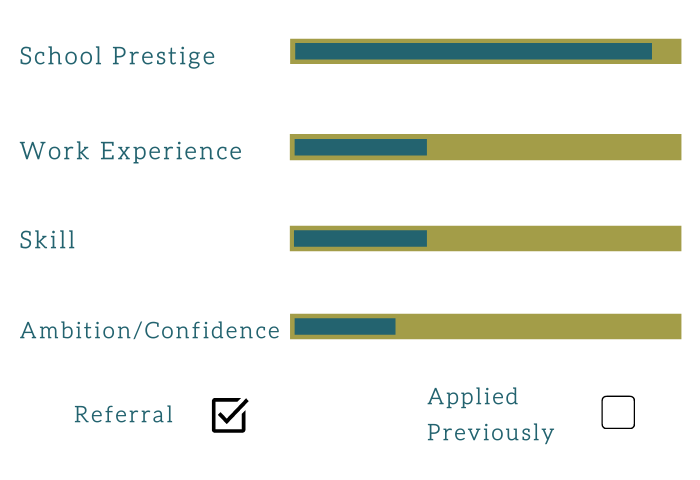 School Prestige
Work Experience
Skill
Ambition/Confidence
Referral
Applied
Previously